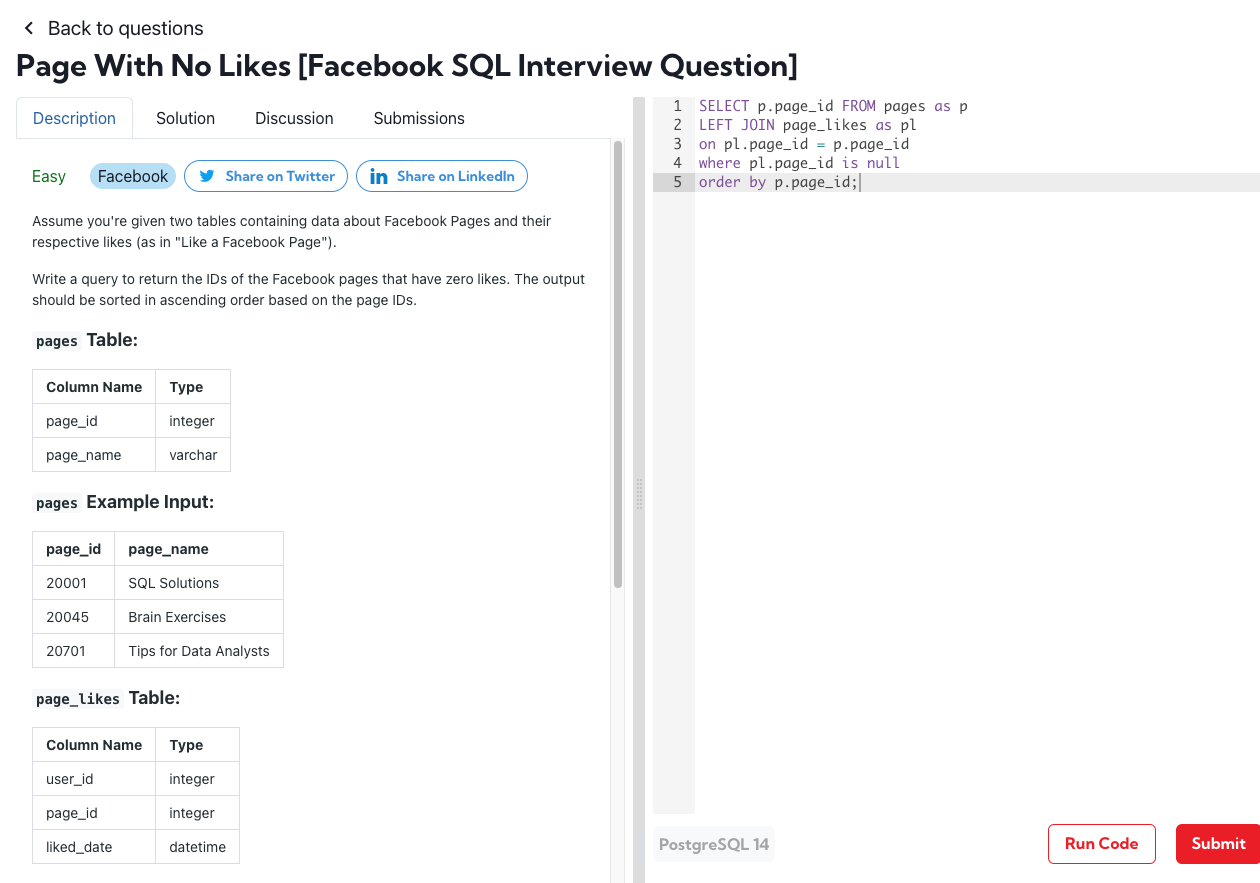 Back to questions
Page With No Likes [Facebook SQL Interview Question]
Description Solution Discussion Submissions
Easy Facebook Share on Twitter Share on LinkedIn
Assume you're given two tables containing data about Facebook Pages and their
respective likes (as in "Like a Facebook Page").
Write a query to return the IDs of the Facebook pages that have zero likes. The output
should be sorted in ascending order based on the page IDs.
pages Table:
Column Name Type
page_id integer
page_name varchar
pages Example Input:
page_id page_name
20001 SQL Solutions
20045 Brain Exercises
20701 Tips for Data Analysts
page_likes Table:
Column Name Type
user_id integer
page_id integer
liked_date datetime
1 SELECT p.page_id FROM pages as p
2 LEFT JOIN page_likes as pl
3 on pl.page_id = p.page_id
4 where pl.page_id is null
5 order by p.page_id;
PostgreSQL 14 Run Code Submit